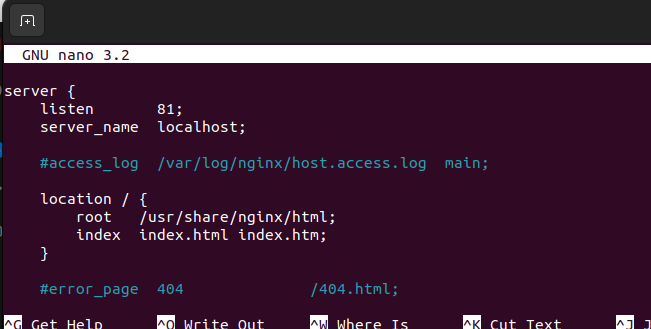 GNU nano 3.2
server {
    listen       81;
    server_name  localhost;
    #access_log  /var/log/nginx/host.access.log  main;
    location / {
        root   /usr/share/nginx/html;
        index  index.html index.htm;
    }
    #error_page  404              /404.html;
^G Get Help     ^O Write Out    ^W Where Is     ^K Cut Text     ^J J